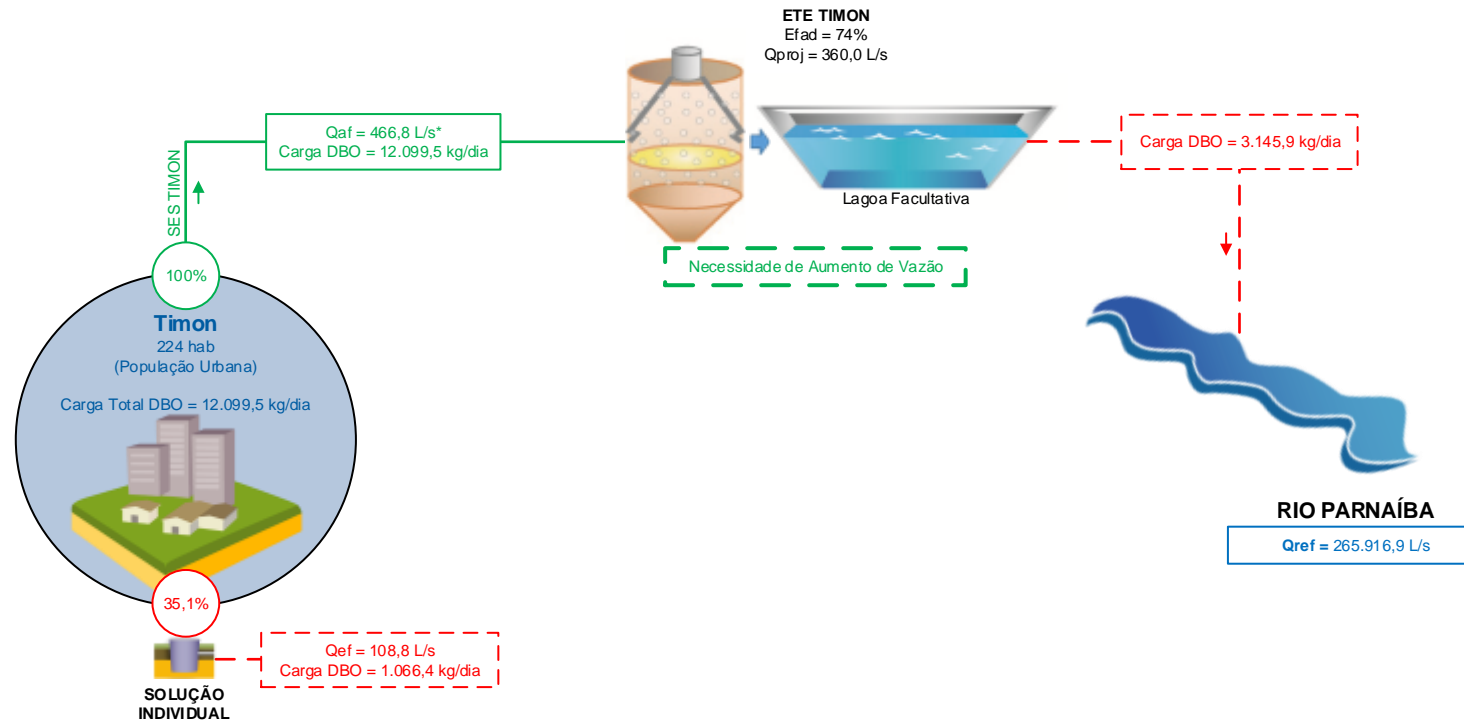 ETE TIMON
Efad = 74%
Qproj = 360,0 L/s
Qaf = 466,8 L/s*
Carga DBO = 12.099,5 kg/dia
Carga DBO = 3.145,9 kg/dia
SES TIMON
Lagoa Facultativa
Necessidade de Aumento de Vazão
100%
Timon
224 hab
(População Urbana)
Carga Total DBO = 12.099,5 kg/dia
RIO PARNAÍBA
Qref = 265.916,9 L/s
35,1%
Qef = 108,8 L/s
Carga DBO = 1.066,4 kg/dia
SOLUÇÃO
INDIVIDUAL